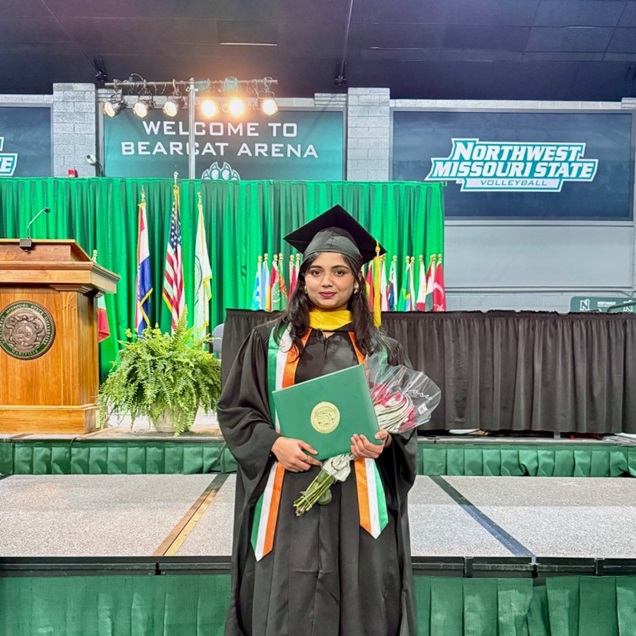 WELCOME TO
BEARCAT ARENA
NORTHWEST
MISSOURI STATE
VOLLEYBALL